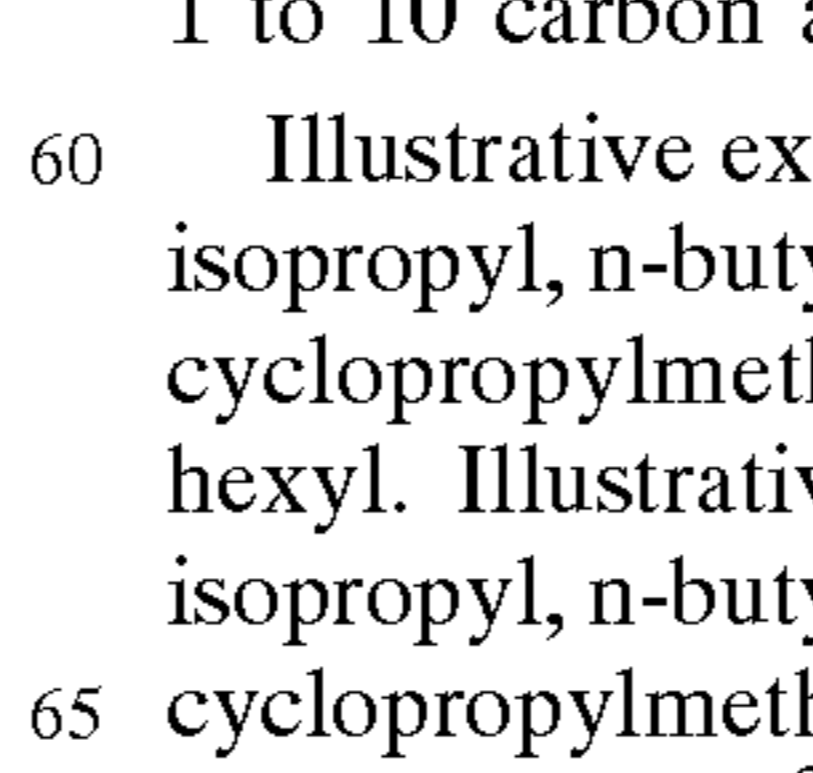 1 to 10 carbon
60 Illustrative ex
isopropyl, n-buty
cyclopropylmeth
hexyl. Illustrativ
isopropyl, n-buty
65 cyclopropylmeth